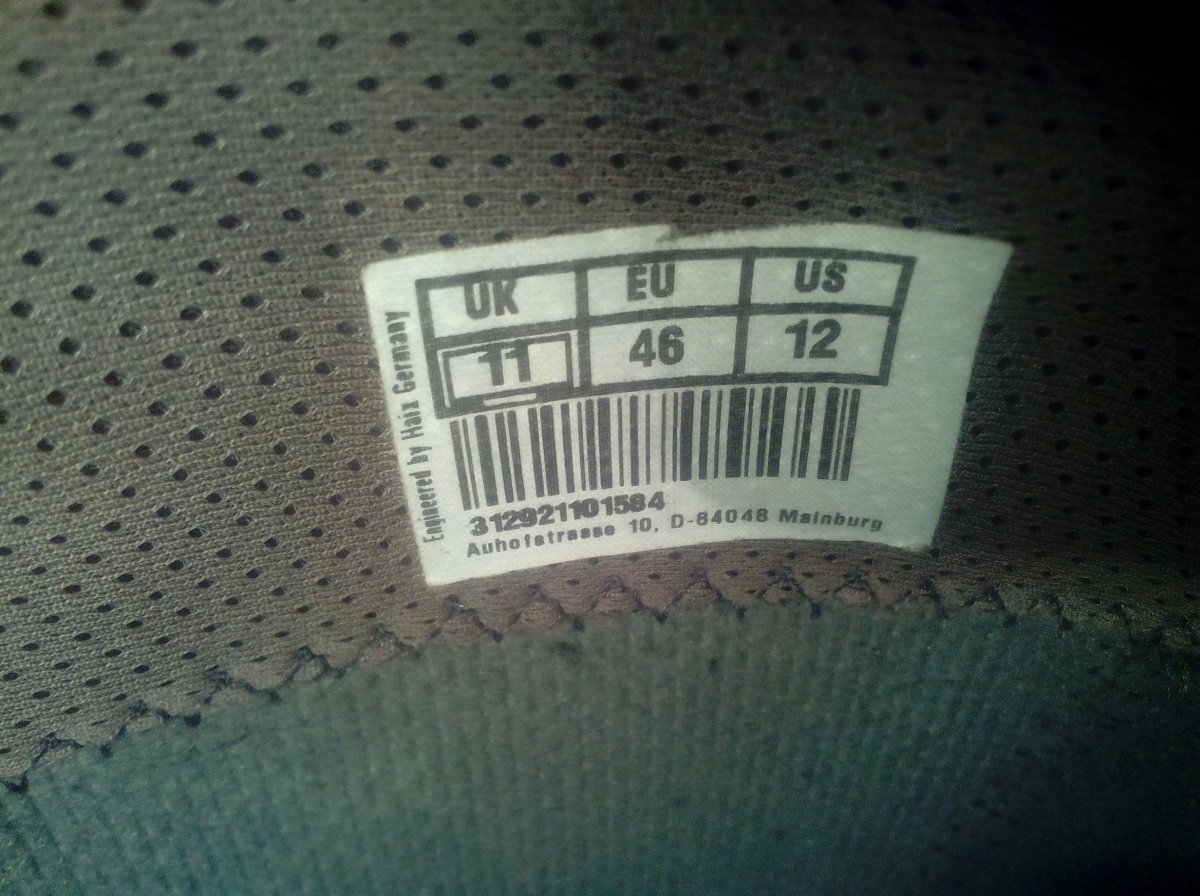 UK EU US
11 46 12
Engineered by Haix Germany
312921101584
Auhofstrasse 10, D-84048 Mainburg